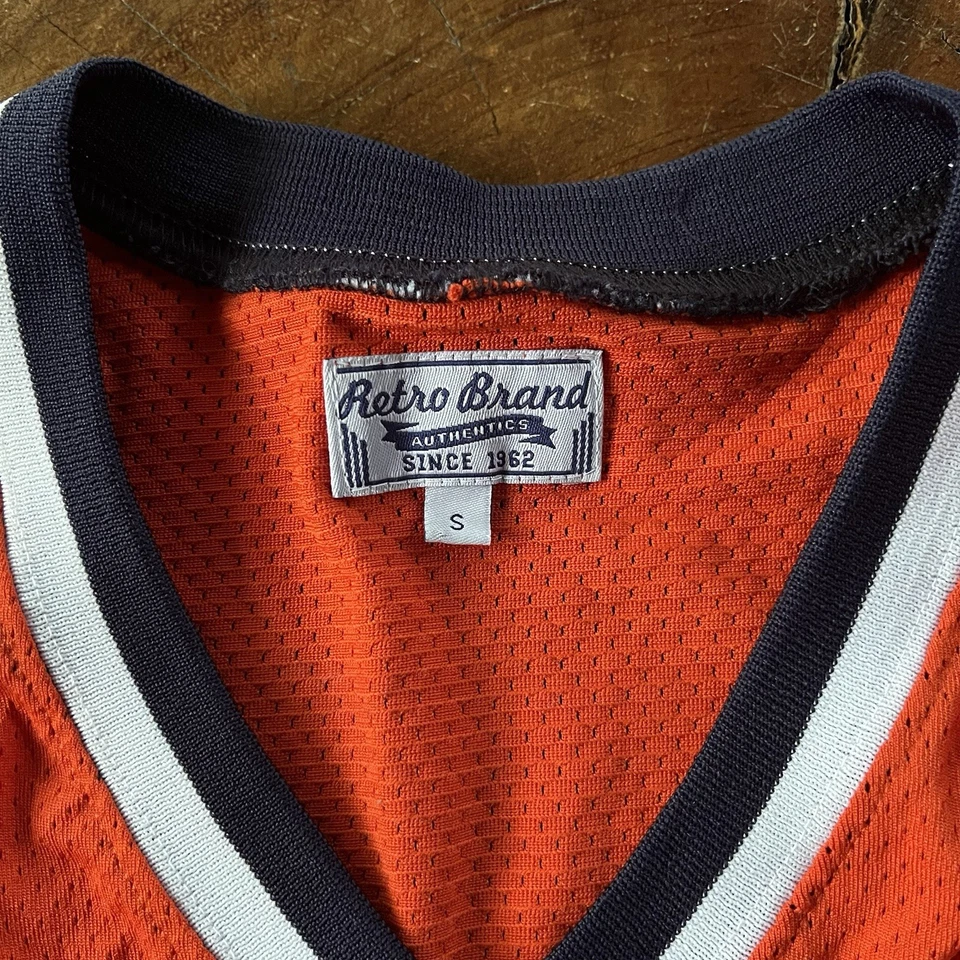 Retro Brand
AUTHENTICS
SINCE 1962
S